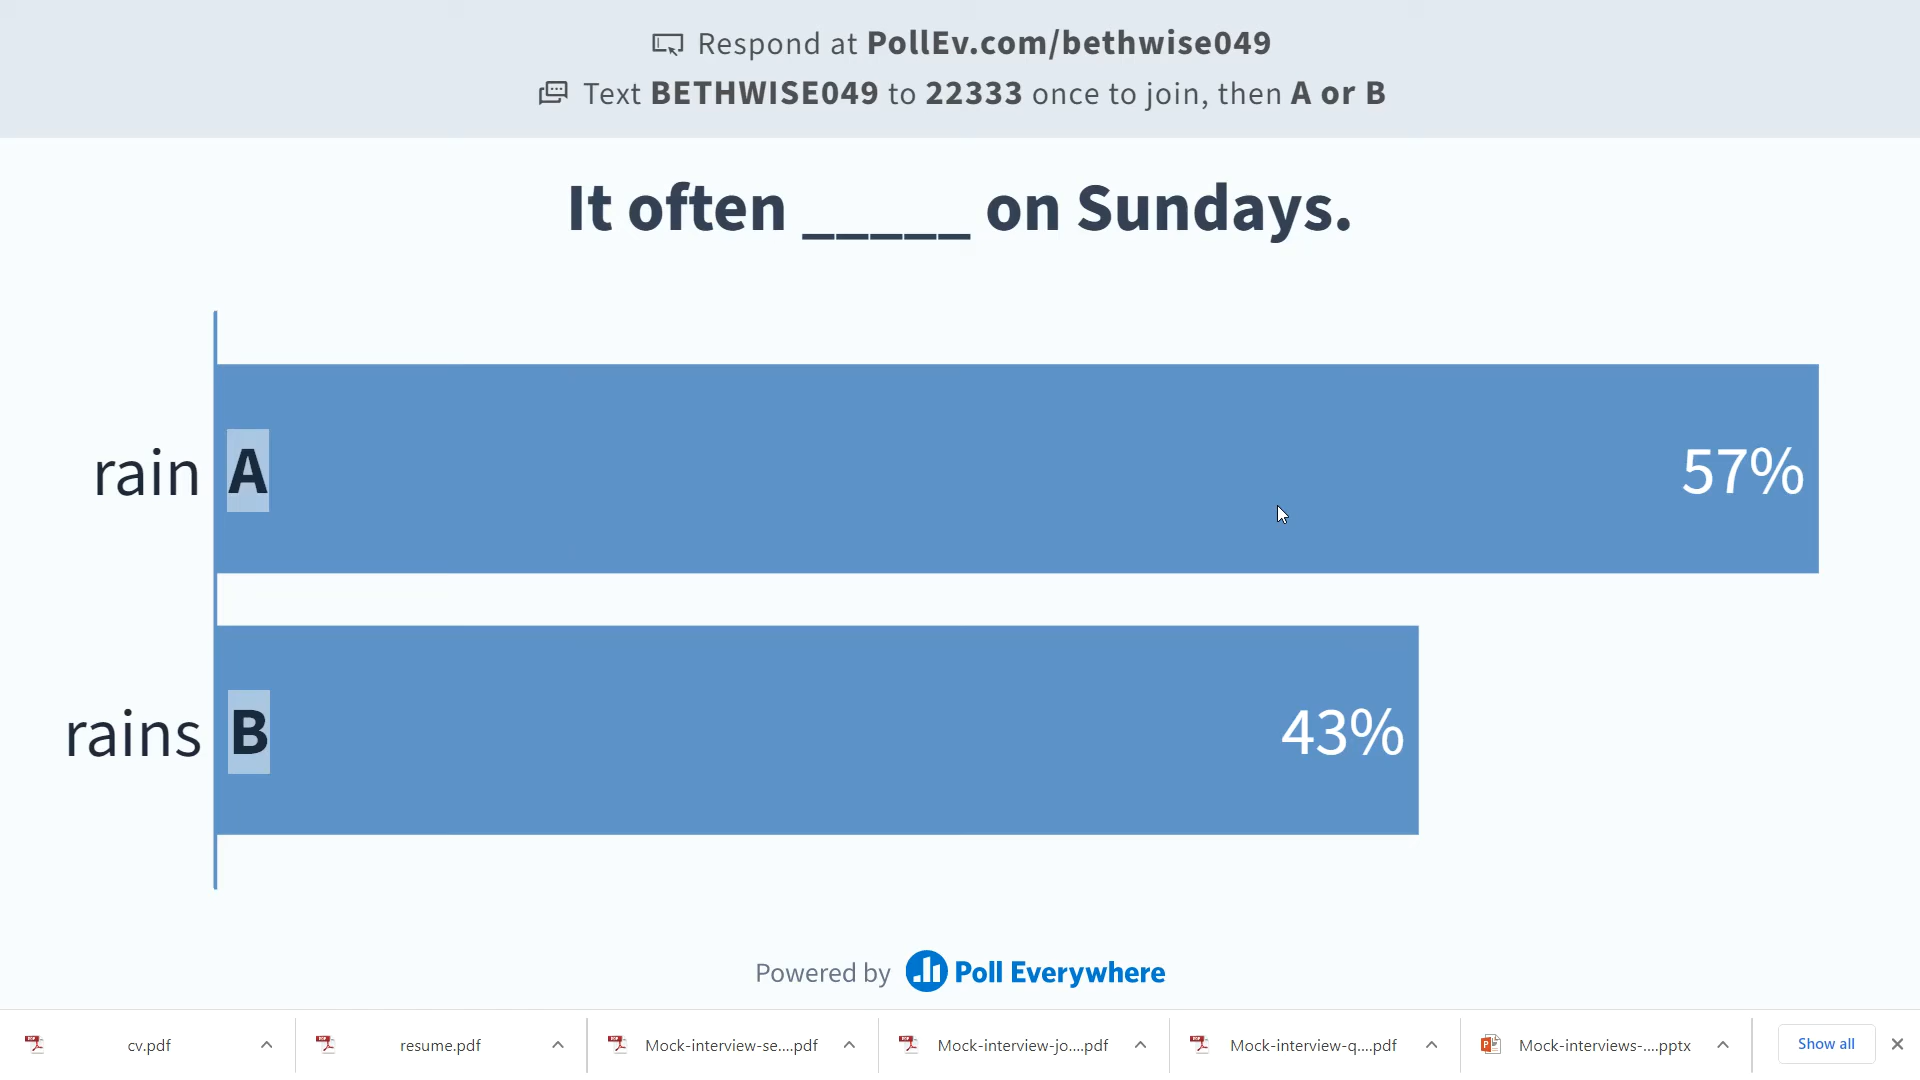 Respond at PollEv.com/bethwise049
Text BETHWISE049 to 22333 once to join, then A or B
It often _____ on Sundays.
rain A 57%
rains B 43%
Powered by Poll Everywhere
cv.pdf resume.pdf Mock-interview-se....pdf Mock-interview-jo....pdf Mock-interview-q....pdf Mock-interviews-....pptx Show all